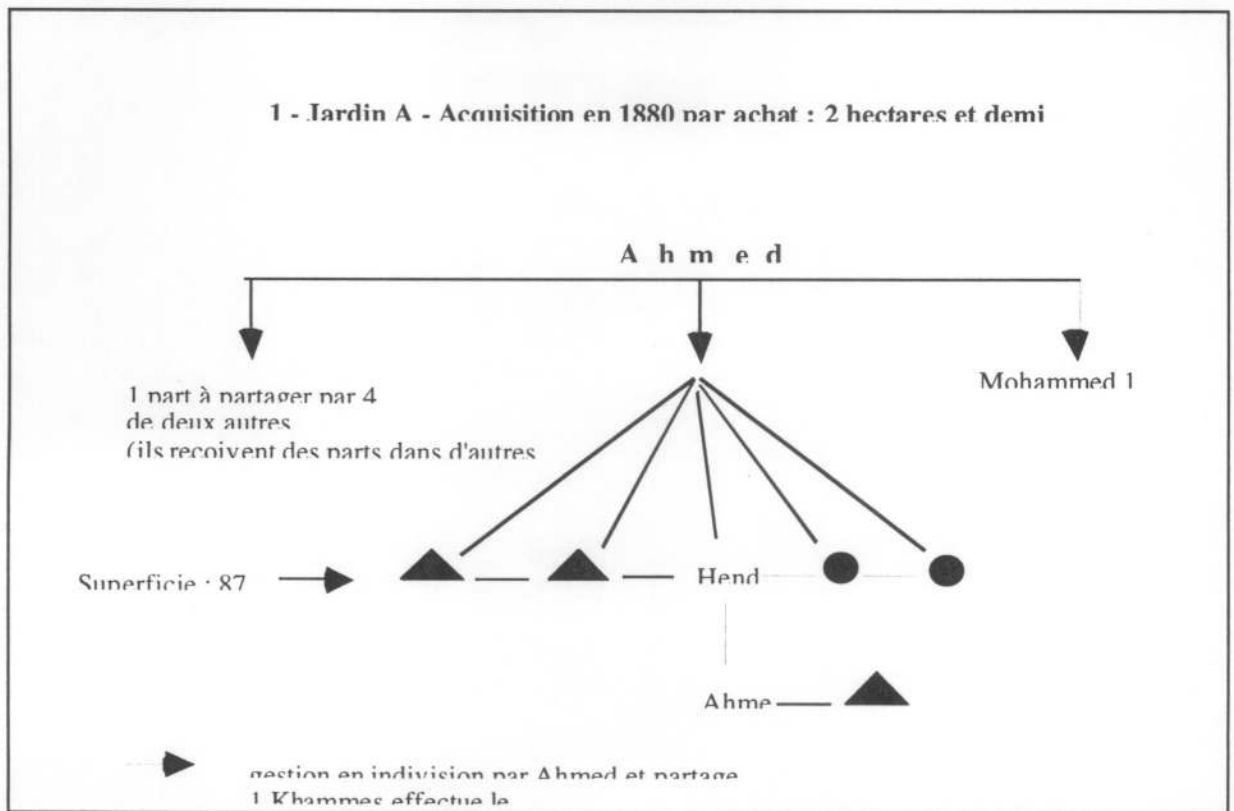 1 - Jardin A - Acquisition en 1880 par achat : 2 hectares et demi
Ahmed
1 part à partager par 4
de deux autres
(ils reçoivent des parts dans d'autres
Mohammed 1
Superficie : 87
Hend
Ahme
gestion en indivision par Ahmed et partage
1 Khammes effectue le